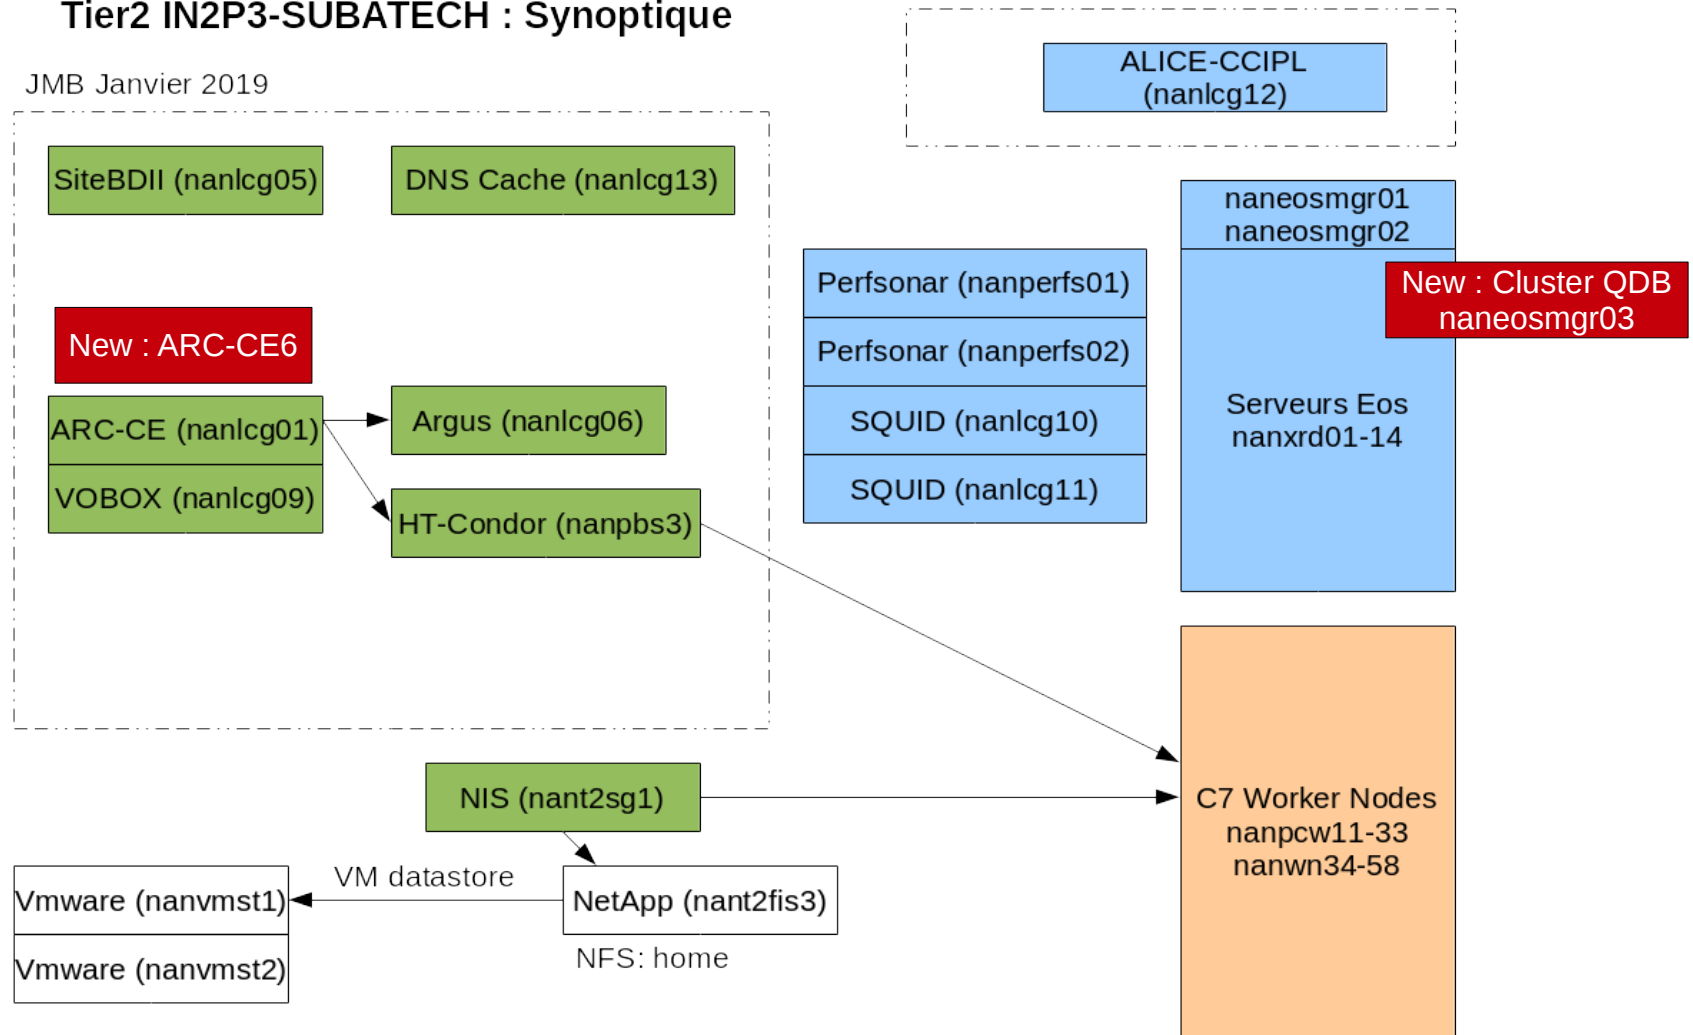 Tier2 IN2P3-SUBATECH : Synoptique
JMB Janvier 2019
ALICE-CCIPL
(nanlcg12)
SiteBDII (nanlcg05)
DNS Cache (nanlcg13)
naneosmgr01
naneosmgr02
New : Cluster QDB
naneosmgr03
Perfsonar (nanperfs01)
Perfsonar (nanperfs02)
SQUID (nanlcg10)
SQUID (nanlcg11)
Serveurs Eos
nanxrd01-14
New : ARC-CE6
ARC-CE (nanlcg01)
VOBOX (nanlcg09)
Argus (nanlcg06)
HT-Condor (nanpbs3)
NIS (nant2sg1)
C7 Worker Nodes
nanpcw11-33
nanwn34-58
VM datastore
Vmware (nanvmst1)
Vmware (nanvmst2)
NetApp (nant2fis3)
NFS: home